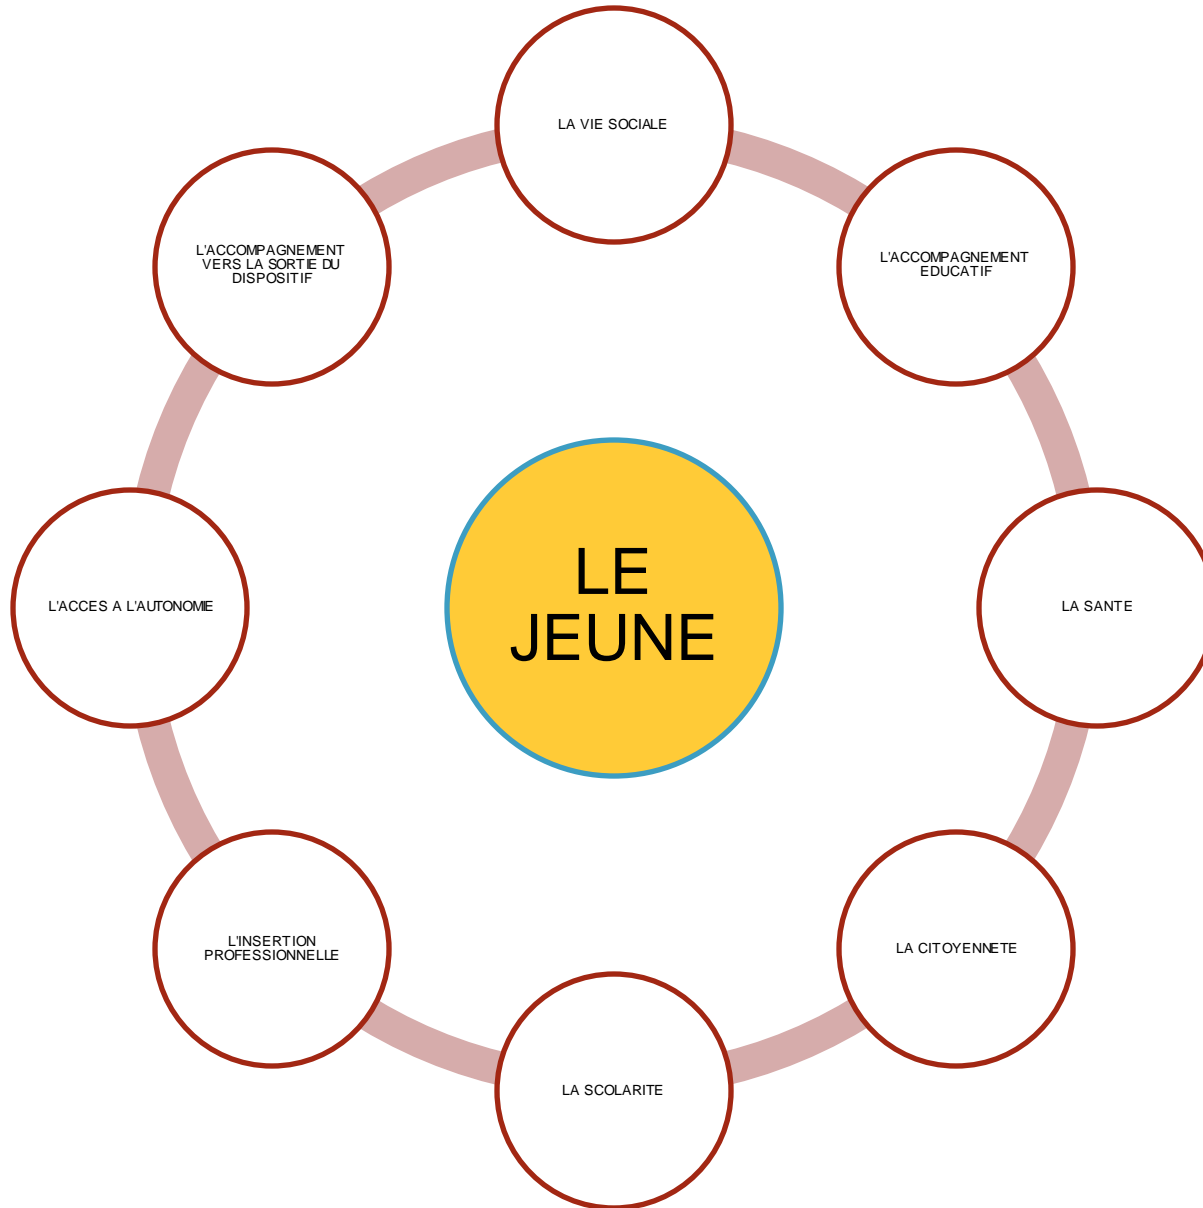 LA VIE SOCIALE
L'ACCOMPAGNEMENT
EDUCATIF
LA SANTE
LA CITOYENNETE
LA SCOLARITE
L'INSERTION
PROFESSIONNELLE
L'ACCES A L'AUTONOMIE
L'ACCOMPAGNEMENT
VERS LA SORTIE DU
DISPOSITIF
LE
JEUNE